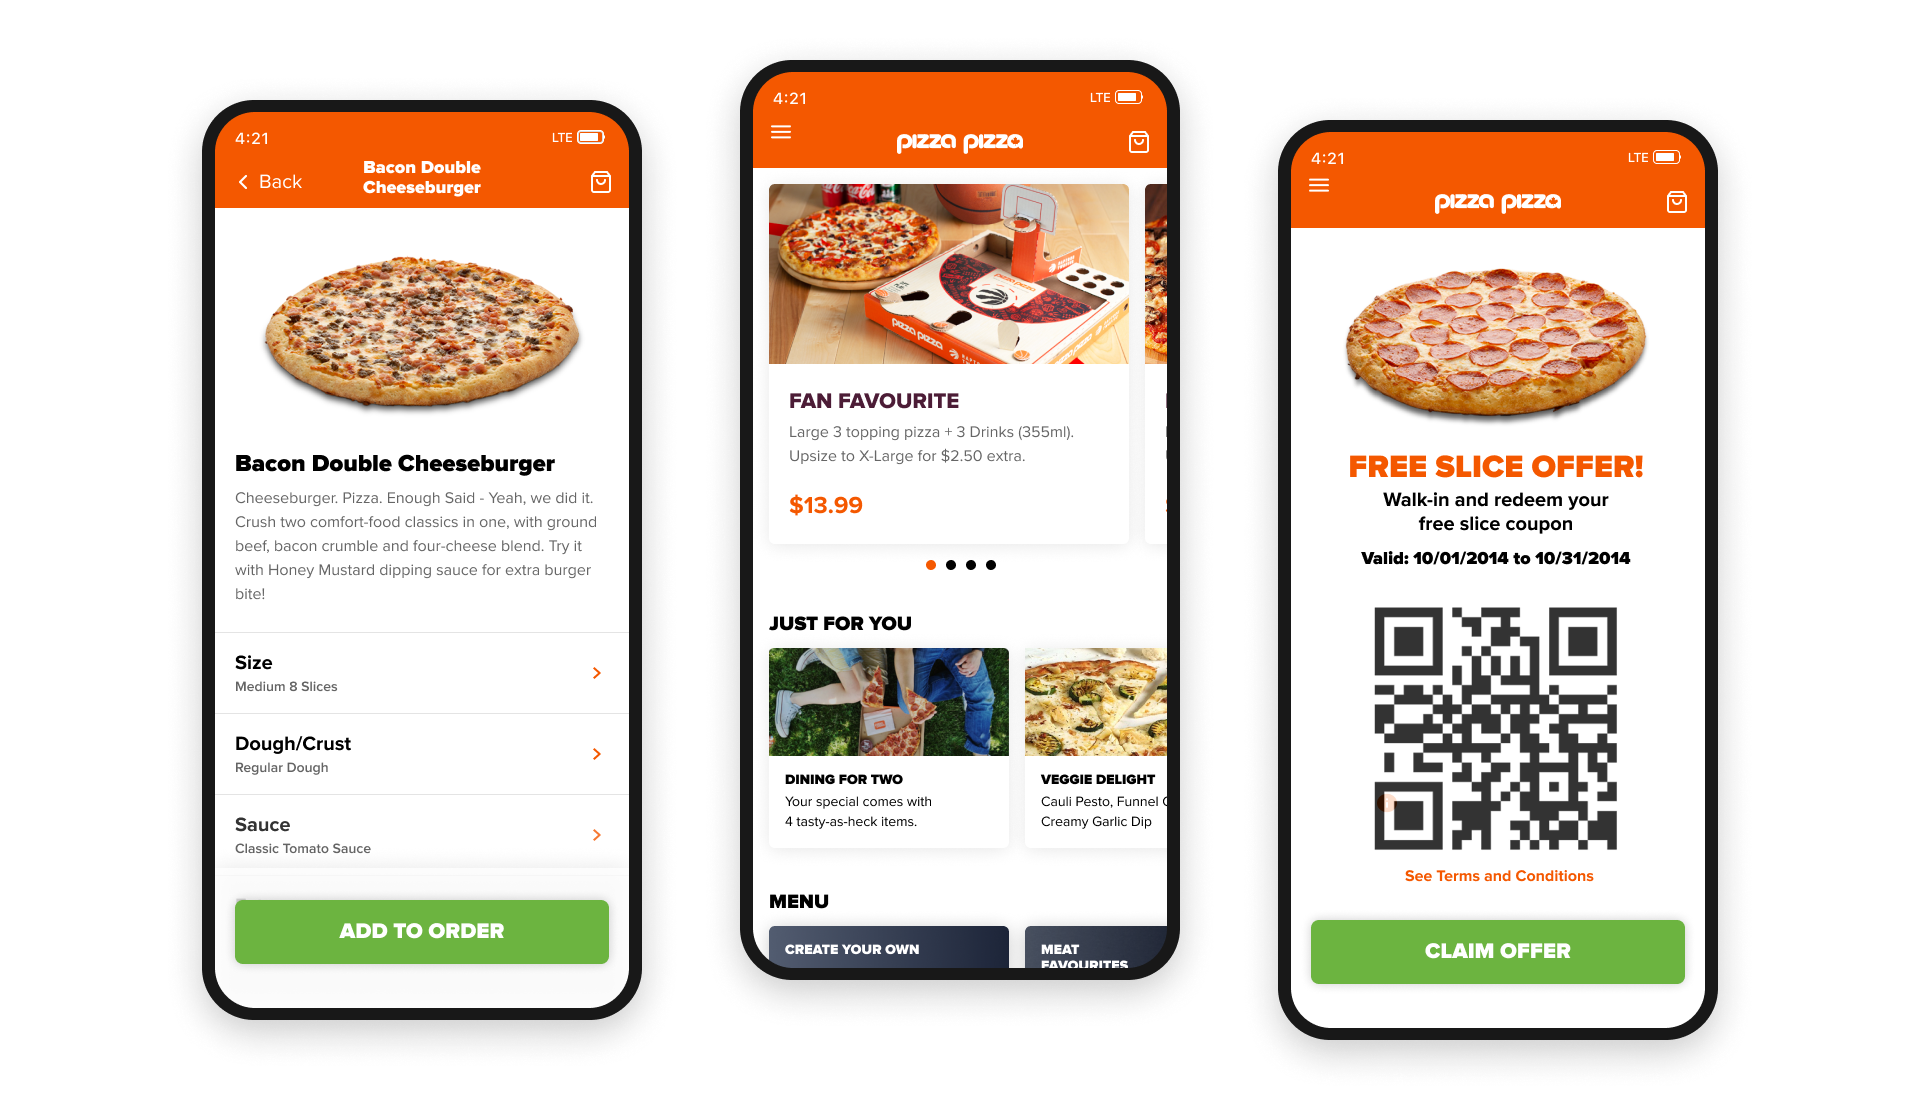 4:21
LTE
Back
Bacon Double
Cheeseburger
Bacon Double Cheeseburger
Cheeseburger. Pizza. Enough Said - Yeah, we did it.
Crush two comfort-food classics in one, with ground
beef, bacon crumble and four-cheese blend. Try it
with Honey Mustard dipping sauce for extra burger
bite!
Size
Medium 8 Slices
Dough/Crust
Regular Dough
Sauce
Classic Tomato Sauce
ADD TO ORDER
4:21
LTE
pizza pizza
pizza pizza
FAN FAVOURITE
Large 3 topping pizza + 3 Drinks (355ml).
Upsize to X-Large for $2.50 extra.
$13.99
JUST FOR YOU
DINING FOR TWO
Your special comes with
4 tasty-as-heck items.
VEGGIE DELIGHT
Cauli Pesto, Funnel
Creamy Garlic Dip
MENU
CREATE YOUR OWN
MEAT
FAVOURITES
4:21
LTE
pizza pizza
FREE SLICE OFFER!
Walk-in and redeem your
free slice coupon
Valid: 10/01/2014 to 10/31/2014
See Terms and Conditions
CLAIM OFFER